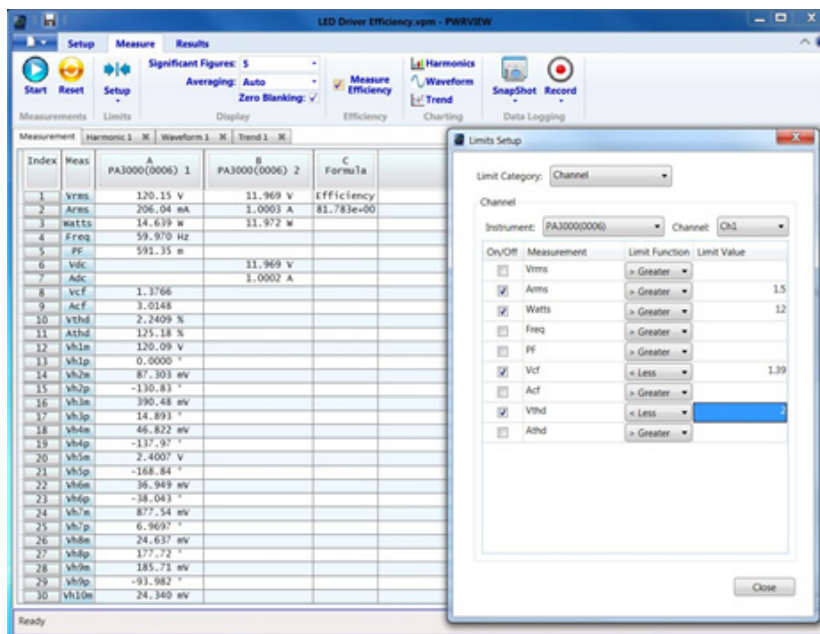 LED Driver Efficiency.vpm - PWRVIEW
Setup Measure Results
Start Reset Setup
Significant Figures: 5
Averaging: Auto
Zero Blanking:
Measure Efficiency
Harmonics
Waveform
Trend
SnapShot Record
Measurements Limits Display Efficiency Charting Data Logging
Measurement Harmonic 1 Waveform 1 Trend 1
Index Meas A PA3000(0006) 1 B PA3000(0006) 2 C Formula
1 Vrms 120.15 V 11.969 V Efficiency
2 Arms 206.04 mA 1.0003 A 81.783e+00
3 Watts 14.639 W 11.972 W
4 Freq 59.970 Hz
5 PF 591.35 m
6 Vdc 11.969 V
7 Adc 1.0002 A
8 Vcf 1.3766
9 Acf 3.0148
10 Vthd 2.2409 %
11 Athd 125.18 %
12 Vh1m 120.09 V
13 Vh1p 0.0000 °
14 Vh2m 87.303 mV
15 Vh2p -130.83 °
16 Vh3m 390.48 mV
17 Vh3p 14.893 °
18 Vh4m 46.822 mV
19 Vh4p -137.97 °
20 Vh5m 2.4007 V
21 Vh5p -168.84 °
22 Vh6m 36.949 mV
23 Vh6p -38.043 °
24 Vh7m 877.54 mV
25 Vh7p 6.9697 °
26 Vh8m 24.637 mV
27 Vh8p 177.72 °
28 Vh9m 185.71 mV
29 Vh9p -93.982 °
30 Vh10m 24.340 mV
Ready
Limits Setup
Limit Category: Channel
Channel
Instrument: PA3000(0006) Channel: Ch1
On/Off Measurement Limit Function Limit Value
Vrms > Greater
Arms > Greater 1.5
Watts > Greater 12
Freq > Greater
PF > Greater
Vcf < Less 1.39
Acf > Greater
Vthd < Less 2
Athd > Greater
Close